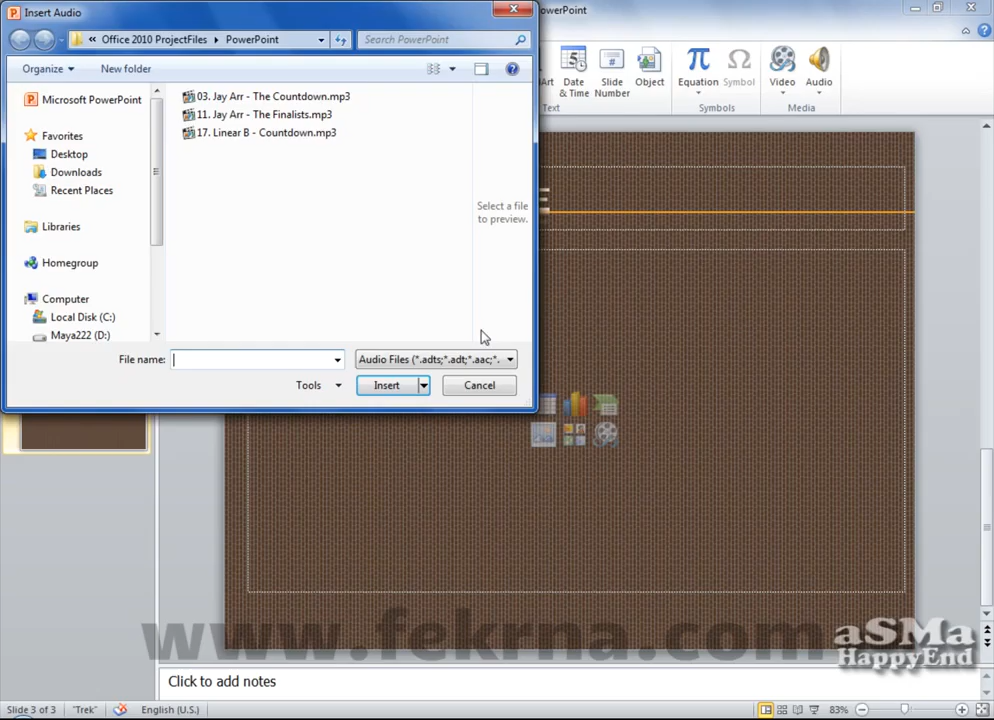 Insert Audio
PowerPoint
« Office 2010 ProjectFiles ▸ PowerPoint
Search PowerPoint
Organize
New folder
Date & Time
Slide Number
Object
Equation
Symbol
Video
Audio
Text
Symbols
Media
Microsoft PowerPoint
Favorites
Desktop
Downloads
Recent Places
Libraries
Homegroup
Computer
Local Disk (C:)
Maya222 (D:)
03. Jay Arr - The Countdown.mp3
11. Jay Arr - The Finalists.mp3
17. Linear B - Countdown.mp3
Select a file
to preview.
File name:
Audio Files (*.adts;*.adt;*.aac;*.
Tools
Insert
Cancel
www.fekrna.com
aSMa
HappyEnd
Click to add notes
Slide 3 of 3
"Trek"
English (U.S.)
83%